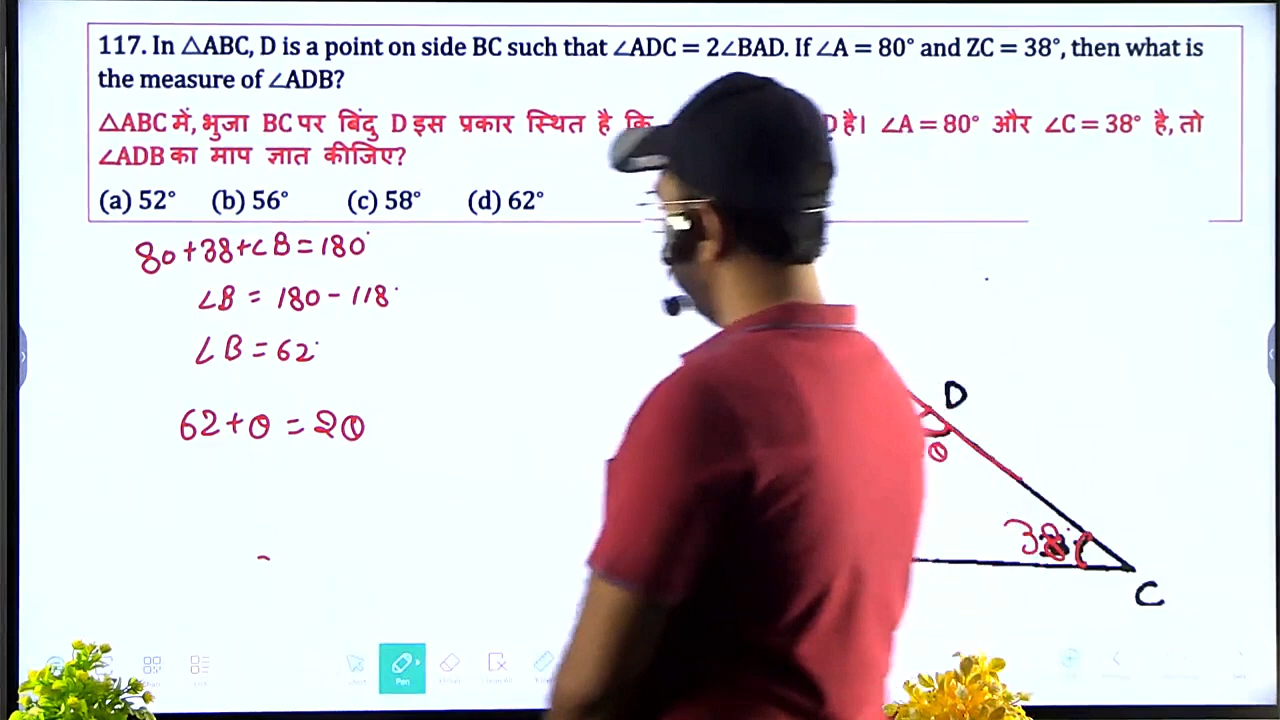 117. In △ABC, D is a point on side BC such that ∠ADC = 2∠BAD. If ∠A = 80° and ZC = 38°, then what is
the measure of ∠ADB?
△ABC में, भुजा BC पर बिंदु D इस प्रकार स्थित है कि D है। ∠A = 80° और ∠C = 38° है, तो
∠ADB का माप ज्ञात कीजिए?
(a) 52° (b) 56° (c) 58° (d) 62°
80+38+∠B=180°
∠B = 180 - 118°
∠B = 62°
62+θ = 2θ
D
θ
38°
C
Pen